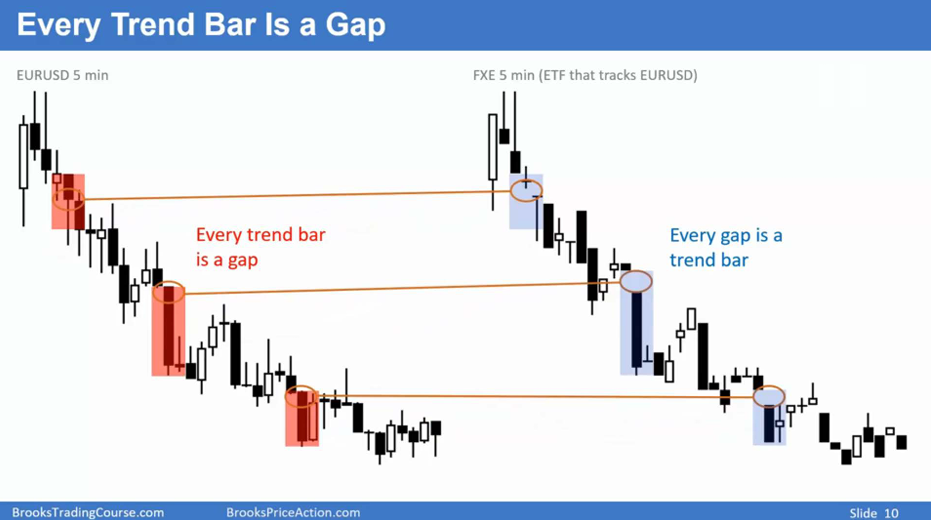 Every Trend Bar Is a Gap
EURUSD 5 min
FXE 5 min (ETF that tracks EURUSD)
Every trend bar
is a gap
Every gap is a
trend bar
BrooksTradingCourse.com
BrooksPriceAction.com
Slide 10